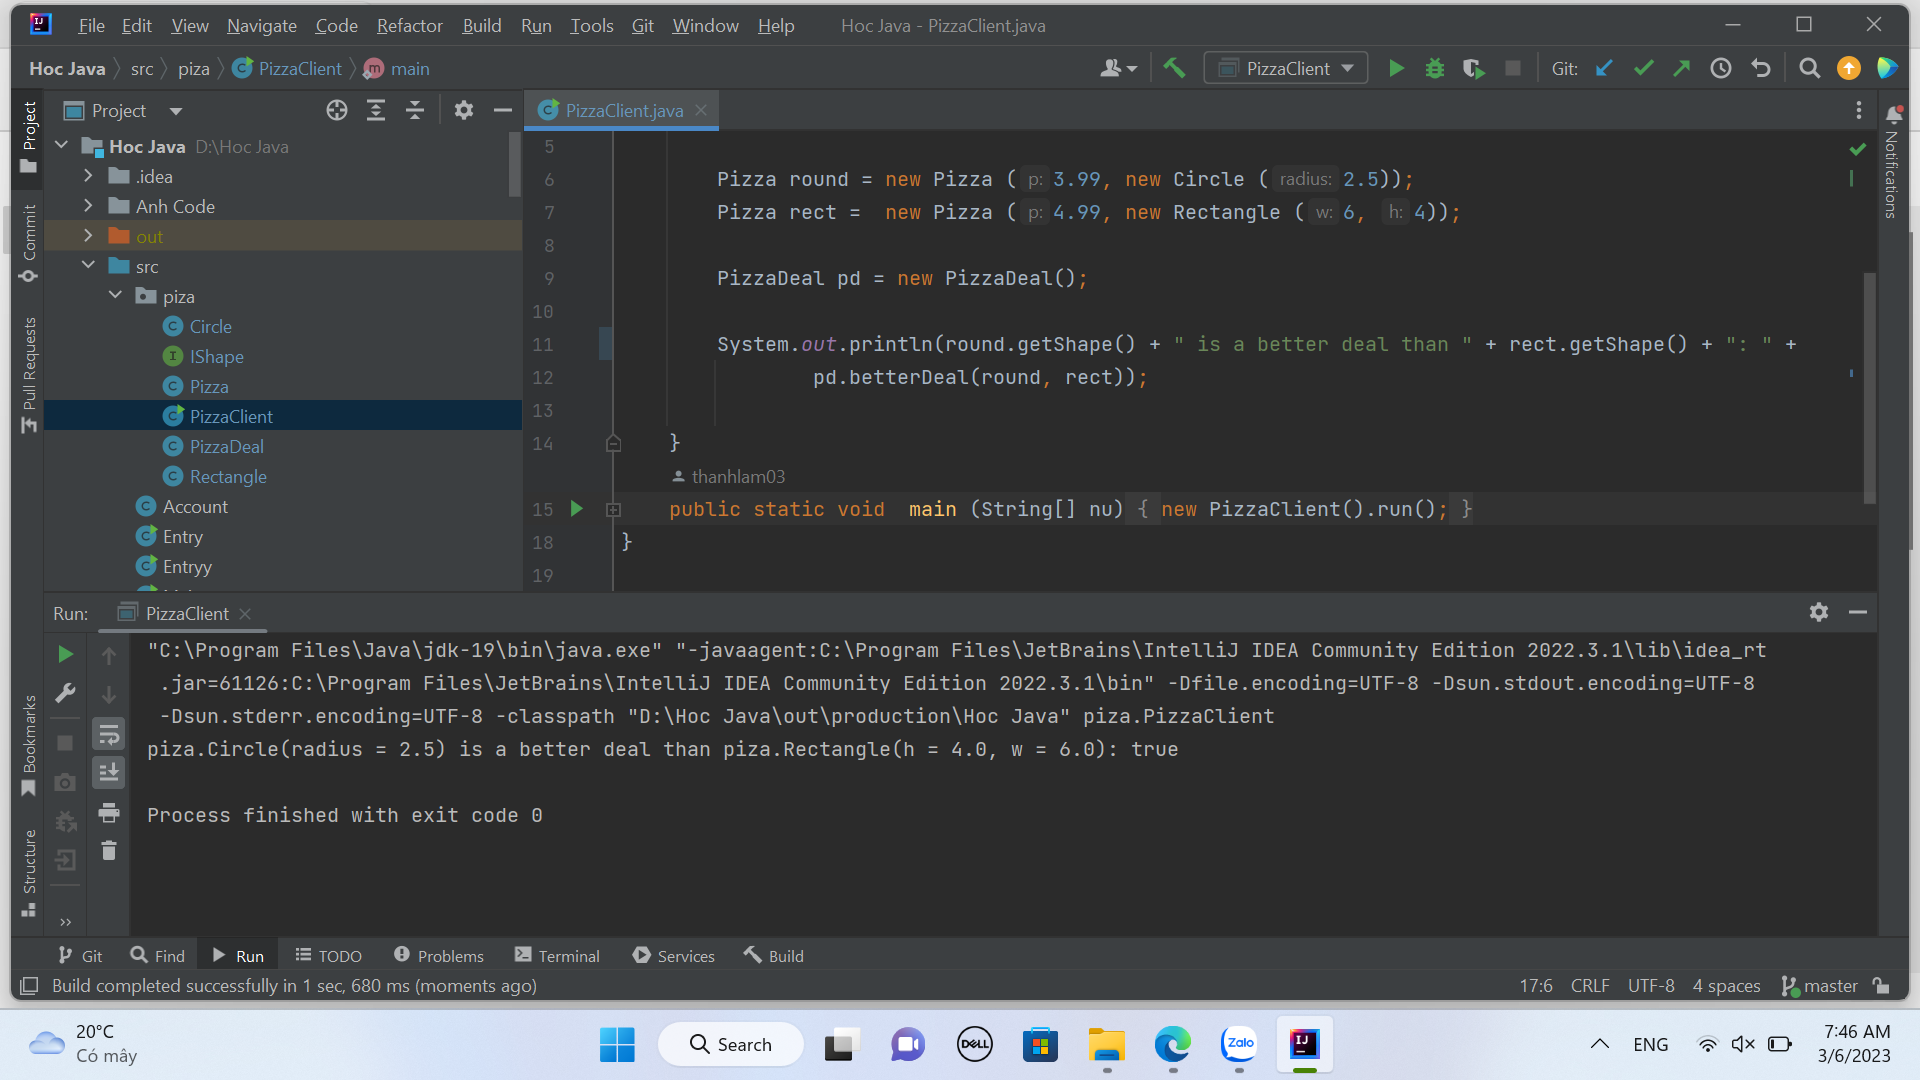 File Edit View Navigate Code Refactor Build Run Tools Git Window Help Hoc Java - PizzaClient.java
Hoc Java src piza PizzaClient main PizzaClient Git:
Project
PizzaClient.java
Hoc Java D:\Hoc Java
.idea
Anh Code
out
src
piza
Circle
IShape
Pizza
PizzaClient
PizzaDeal
Rectangle
Account
Entry
Entryy
5
6 Pizza round = new Pizza ( p: 3.99, new Circle ( radius: 2.5));
7 Pizza rect =  new Pizza ( p: 4.99, new Rectangle ( w: 6, h: 4));
8
9 PizzaDeal pd = new PizzaDeal();
10
11 System.out.println(round.getShape() + " is a better deal than " + rect.getShape() + ": " +
12 pd.betterDeal(round, rect));
13
14 }
thanhlam03
15 public static void  main (String[] nu) { new PizzaClient().run(); }
18 }
19
Project
Commit
Pull Requests
Bookmarks
Structure
Notifications
Run: PizzaClient
"C:\Program Files\Java\jdk-19\bin\java.exe" "-javaagent:C:\Program Files\JetBrains\IntelliJ IDEA Community Edition 2022.3.1\lib\idea_rt
.jar=61126:C:\Program Files\JetBrains\IntelliJ IDEA Community Edition 2022.3.1\bin" -Dfile.encoding=UTF-8 -Dsun.stdout.encoding=UTF-8
-Dsun.stderr.encoding=UTF-8 -classpath "D:\Hoc Java\out\production\Hoc Java" piza.PizzaClient
piza.Circle(radius = 2.5) is a better deal than piza.Rectangle(h = 4.0, w = 6.0): true
Process finished with exit code 0
Git Find Run TODO Problems Terminal Services Build
Build completed successfully in 1 sec, 680 ms (moments ago) 17:6 CRLF UTF-8 4 spaces master
20°C
Có mây
Search
DELL
Zalo
IJ
ENG
7:46 AM
3/6/2023